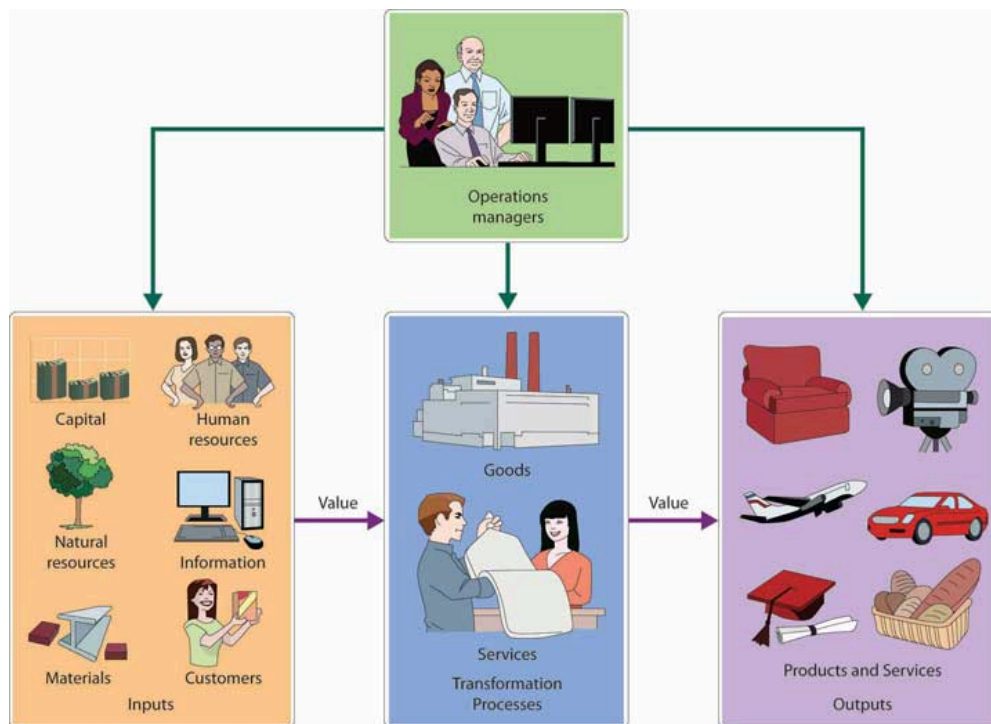 Operations
managers
Capital
Human
resources
Natural
resources
Information
Materials
Customers
Inputs
Value
Goods
Services
Transformation
Processes
Value
Products and Services
Outputs